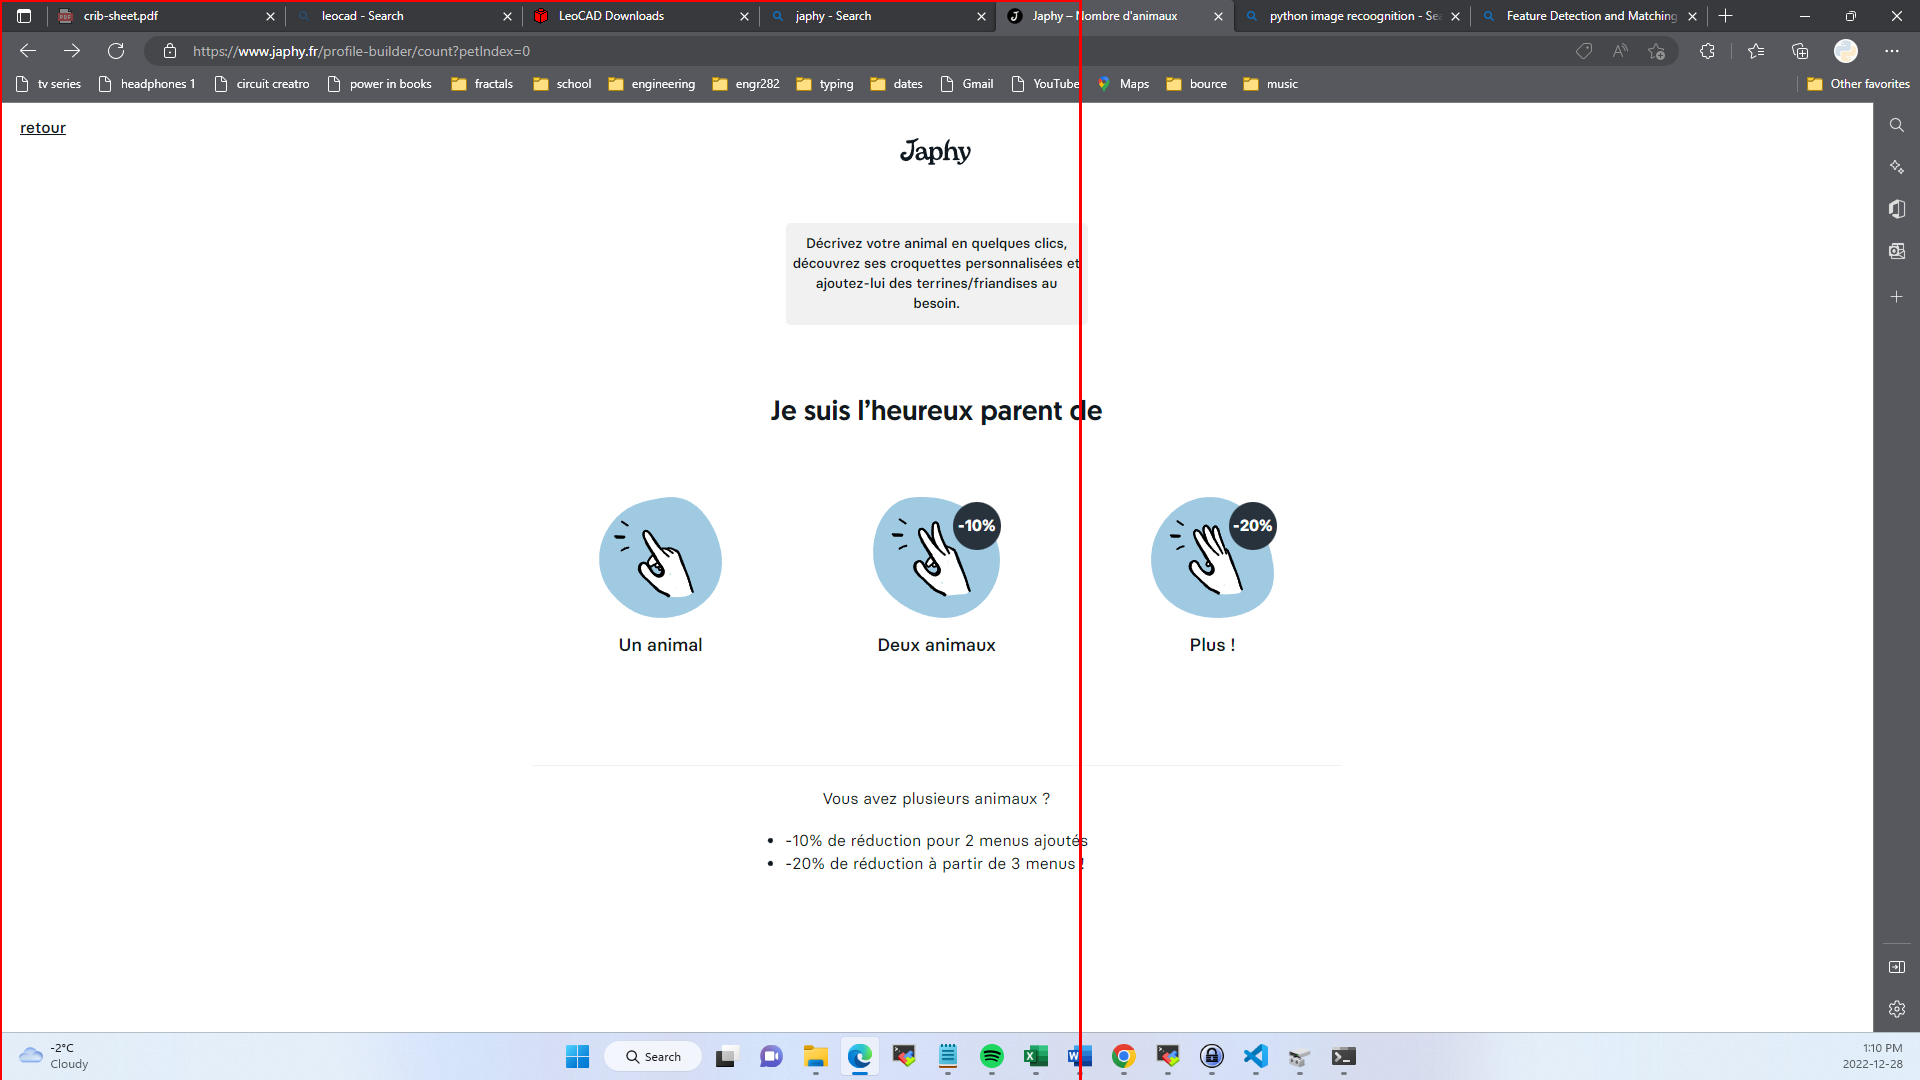 crib-sheet.pdf
leocad - Search
LeoCAD Downloads
japhy - Search
Japhy – Nombre d'animaux
python image recoognition - Sea
Feature Detection and Matching
https://www.japhy.fr/profile-builder/count?petIndex=0
tv series
headphones 1
circuit creatro
power in books
fractals
school
engineering
engr282
typing
dates
Gmail
YouTube
Maps
bource
music
Other favorites
retour
Japhy
Décrivez votre animal en quelques clics,
découvrez ses croquettes personnalisées et
ajoutez-lui des terrines/friandises au
besoin.
Je suis l’heureux parent de
-10%
-20%
Un animal
Deux animaux
Plus !
Vous avez plusieurs animaux ?
-10% de réduction pour 2 menus ajoutés
-20% de réduction à partir de 3 menus !
-2°C
Cloudy
Search
1:10 PM
2022-12-28